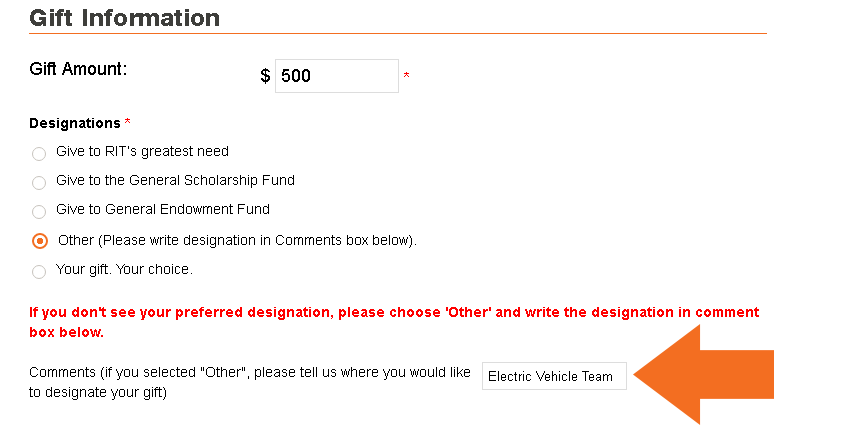 Gift Information
Gift Amount: $ 500 *
Designations *
Give to RIT's greatest need
Give to the General Scholarship Fund
Give to General Endowment Fund
Other (Please write designation in Comments box below).
Your gift. Your choice.
If you don't see your preferred designation, please choose 'Other' and write the designation in comment
box below.
Comments (if you selected "Other", please tell us where you would like
to designate your gift)
Electric Vehicle Team